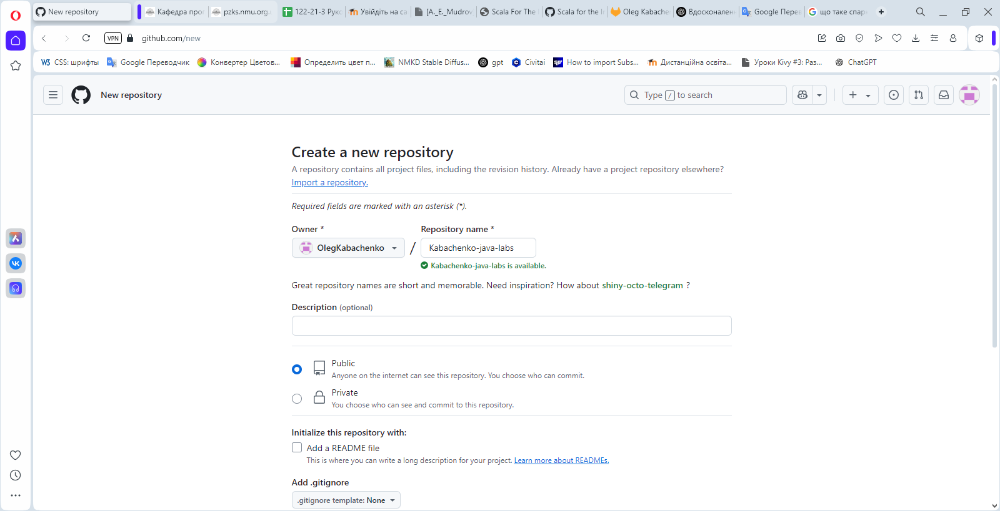 New repository
Кафедра прог
pzks.nmu.org.u
122-21-3 Рукс
Увійдіть на са
[A._E._Mudrov
Scala For The I
Scala for the I
Oleg Kabache
Вдосконален
Google Перев
що таке спар
VPN
github.com/new
CSS: шрифты
Google Переводчик
Конвертер Цветов...
Определить цвет п...
NMKD Stable Diffus...
gpt
Civitai
How to import Subs...
Дистанційна освіта...
Уроки Kivy #3: Раз...
ChatGPT
New repository
Type / to search
Create a new repository
A repository contains all project files, including the revision history. Already have a project repository elsewhere?
Import a repository.
Required fields are marked with an asterisk (*).
Owner * Repository name *
OlegKabachenko / Kabachenko-java-labs
Kabachenko-java-labs is available.
Great repository names are short and memorable. Need inspiration? How about shiny-octo-telegram ?
Description (optional)
Public
Anyone on the internet can see this repository. You choose who can commit.
Private
You choose who can see and commit to this repository.
Initialize this repository with:
Add a README file
This is where you can write a long description for your project. Learn more about READMEs.
Add .gitignore
.gitignore template: None